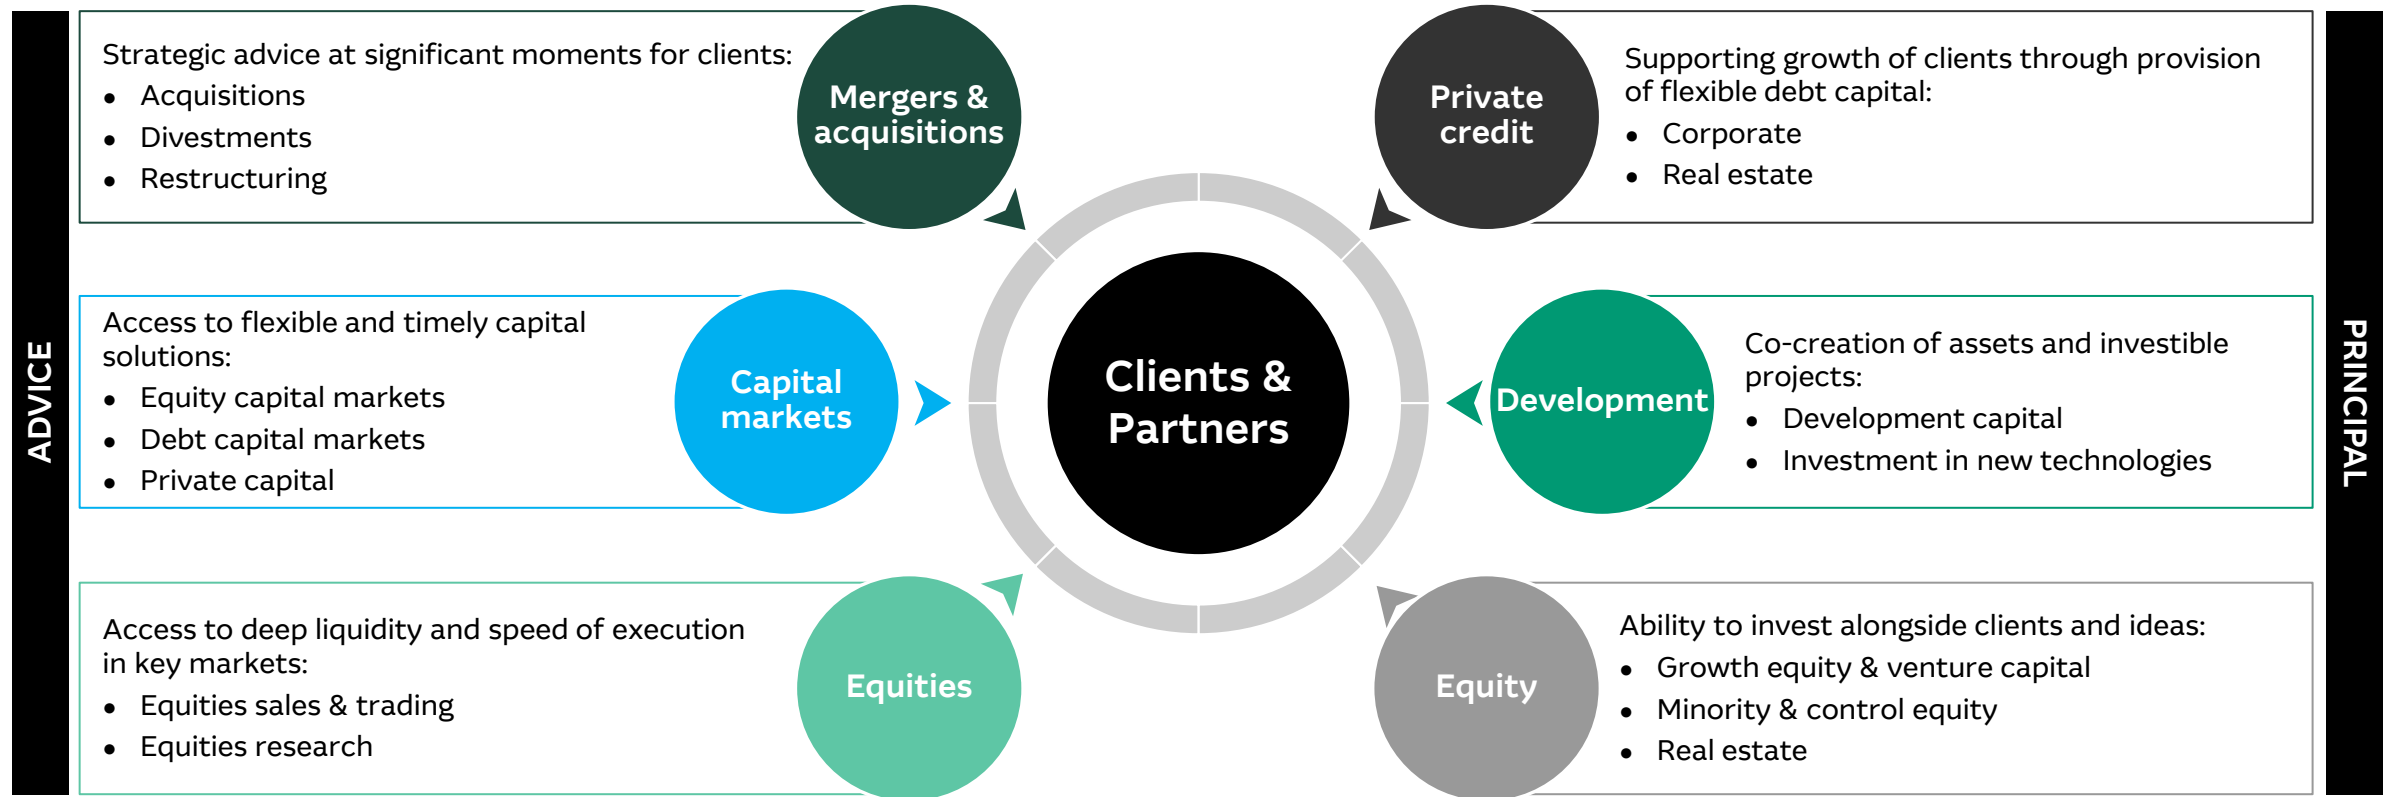 ADVICE
Strategic advice at significant moments for clients:
• Acquisitions
• Divestments
• Restructuring
Mergers &
acquisitions
Access to flexible and timely capital
solutions:
• Equity capital markets
• Debt capital markets
• Private capital
Capital
markets
Access to deep liquidity and speed of execution
in key markets:
• Equities sales & trading
• Equities research
Equities
Clients &
Partners
Private
credit
Supporting growth of clients through provision
of flexible debt capital:
• Corporate
• Real estate
Development
Co-creation of assets and investible
projects:
• Development capital
• Investment in new technologies
Equity
Ability to invest alongside clients and ideas:
• Growth equity & venture capital
• Minority & control equity
• Real estate
PRINCIPAL